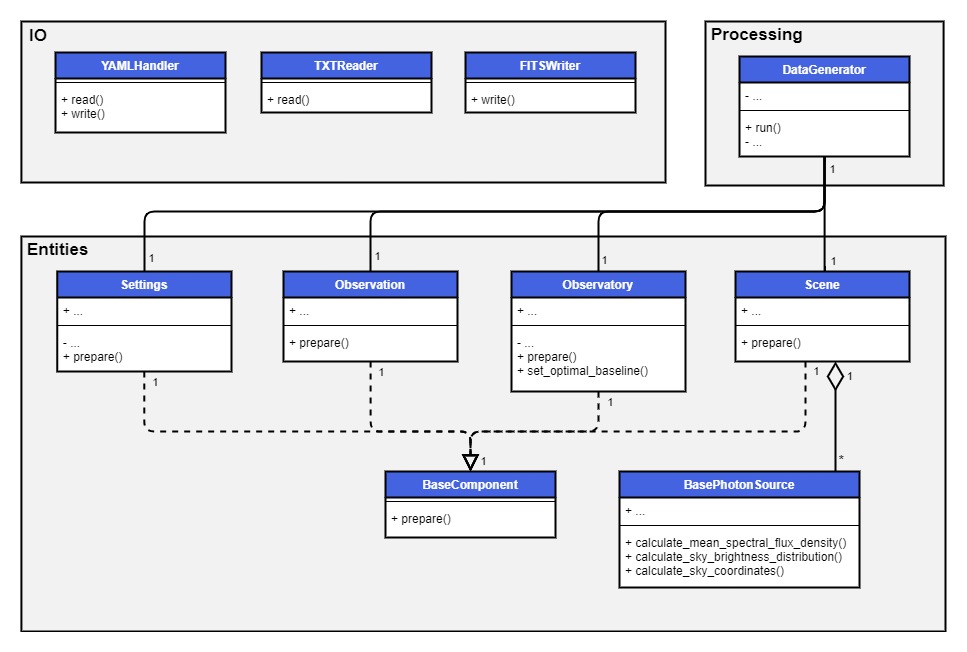 IO
YAMLHandler
+ read()
+ write()
TXTReader
+ read()
FITSWriter
+ write()
Processing
DataGenerator
- ...
+ run()
- ...
1
Entities
1
1
1
1
Settings
+ ...
- ...
+ prepare()
1
Observation
+ ...
+ prepare()
1
Observatory
+ ...
- ...
+ prepare()
+ set_optimal_baseline()
1
Scene
+ ...
+ prepare()
1
1
1
*
BaseComponent
+ prepare()
BasePhotonSource
+ ...
+ calculate_mean_spectral_flux_density()
+ calculate_sky_brightness_distribution()
+ calculate_sky_coordinates()